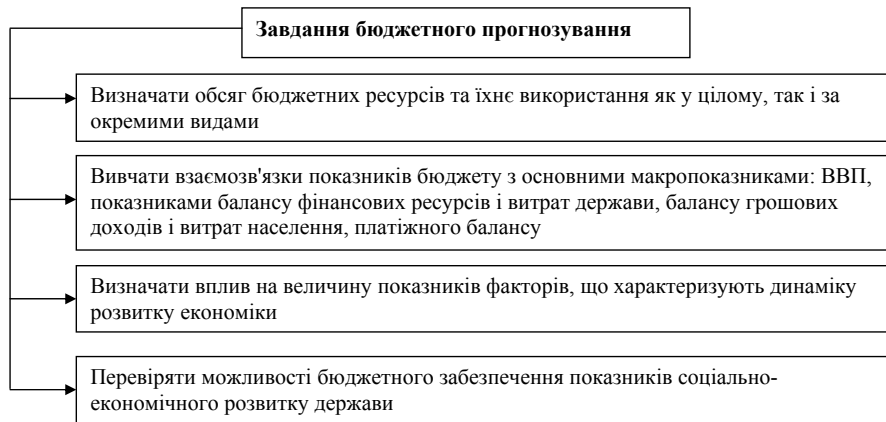 Завдання бюджетного прогнозування
Визначати обсяг бюджетних ресурсів та їхнє використання як у цілому, так і за
окремими видами
Вивчати взаємозв'язки показників бюджету з основними макропоказниками: ВВП,
показниками балансу фінансових ресурсів і витрат держави, балансу грошових
доходів і витрат населення, платіжного балансу
Визначати вплив на величину показників факторів, що характеризують динаміку
розвитку економіки
Перевіряти можливості бюджетного забезпечення показників соціально-
економічного розвитку держави